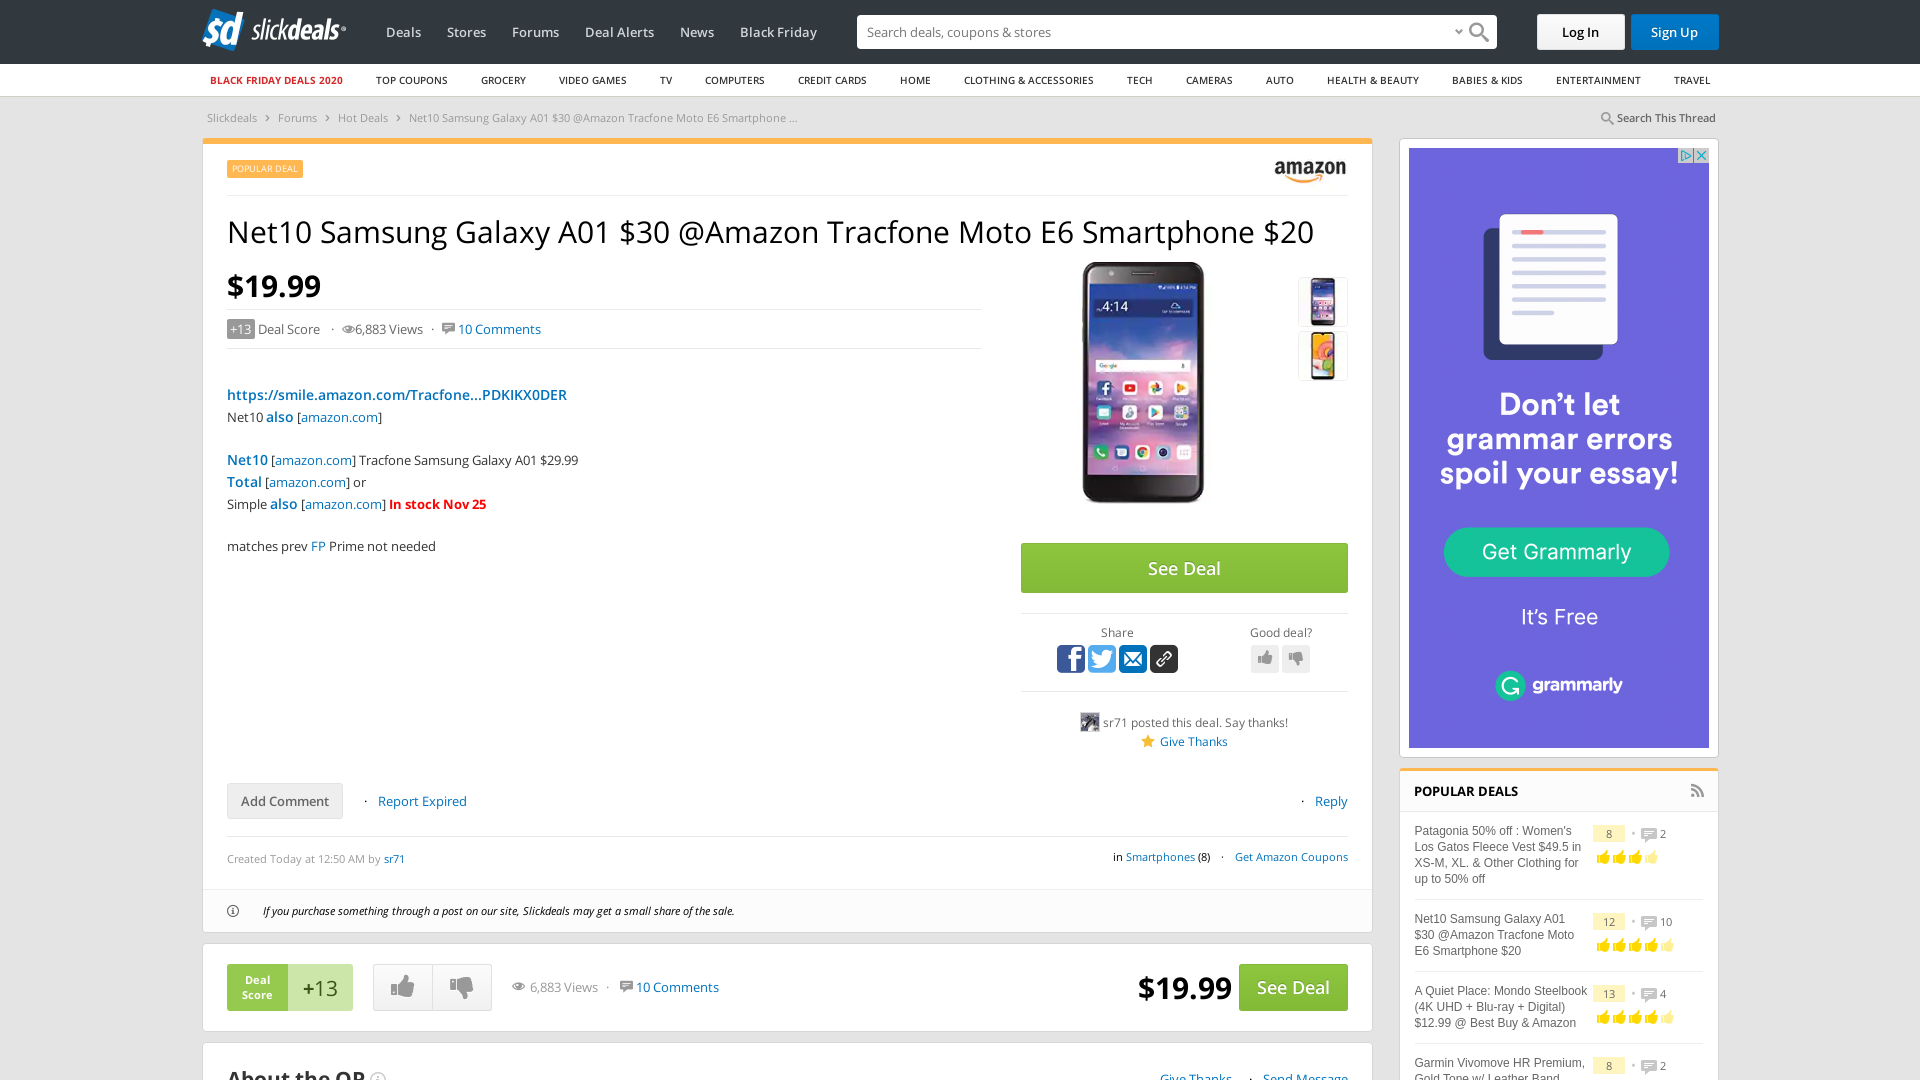 sd slickdeals
Deals Stores Forums Deal Alerts News Black Friday
Search deals, coupons & stores
Log In Sign Up
BLACK FRIDAY DEALS 2020 TOP COUPONS GROCERY VIDEO GAMES TV COMPUTERS CREDIT CARDS HOME CLOTHING & ACCESSORIES TECH CAMERAS AUTO HEALTH & BEAUTY BABIES & KIDS ENTERTAINMENT TRAVEL
Slickdeals › Forums › Hot Deals › Net10 Samsung Galaxy A01 $30 @Amazon Tracfone Moto E6 Smartphone ...
Search This Thread
POPULAR DEAL
amazon
Net10 Samsung Galaxy A01 $30 @Amazon Tracfone Moto E6 Smartphone $20
$19.99
+13 Deal Score · 6,883 Views · 10 Comments
4:14
Google
https://smile.amazon.com/Tracfone...PDKIKX0DER
Net10 also [amazon.com]
Net10 [amazon.com] Tracfone Samsung Galaxy A01 $29.99
Total [amazon.com] or
Simple also [amazon.com] In stock Nov 25
matches prev FP Prime not needed
See Deal
Share
Good deal?
sr71 posted this deal. Say thanks!
Give Thanks
Add Comment · Report Expired
· Reply
Created Today at 12:50 AM by sr71
in Smartphones (8) · Get Amazon Coupons
If you purchase something through a post on our site, Slickdeals may get a small share of the sale.
Deal
Score
+13
6,883 Views · 10 Comments
$19.99 See Deal
About the OP
Give Thanks · Send Message
Don't let
grammar errors
spoil your essay!
Get Grammarly
It's Free
grammarly
POPULAR DEALS
Patagonia 50% off : Women's
Los Gatos Fleece Vest $49.5 in
XS-M, XL. & Other Clothing for
up to 50% off
8 • 2
Net10 Samsung Galaxy A01
$30 @Amazon Tracfone Moto
E6 Smartphone $20
12 • 10
A Quiet Place: Mondo Steelbook
(4K UHD + Blu-ray + Digital)
$12.99 @ Best Buy & Amazon
13 • 4
Garmin Vivomove HR Premium,
Gold Tone w/ Leather Band
8 • 2